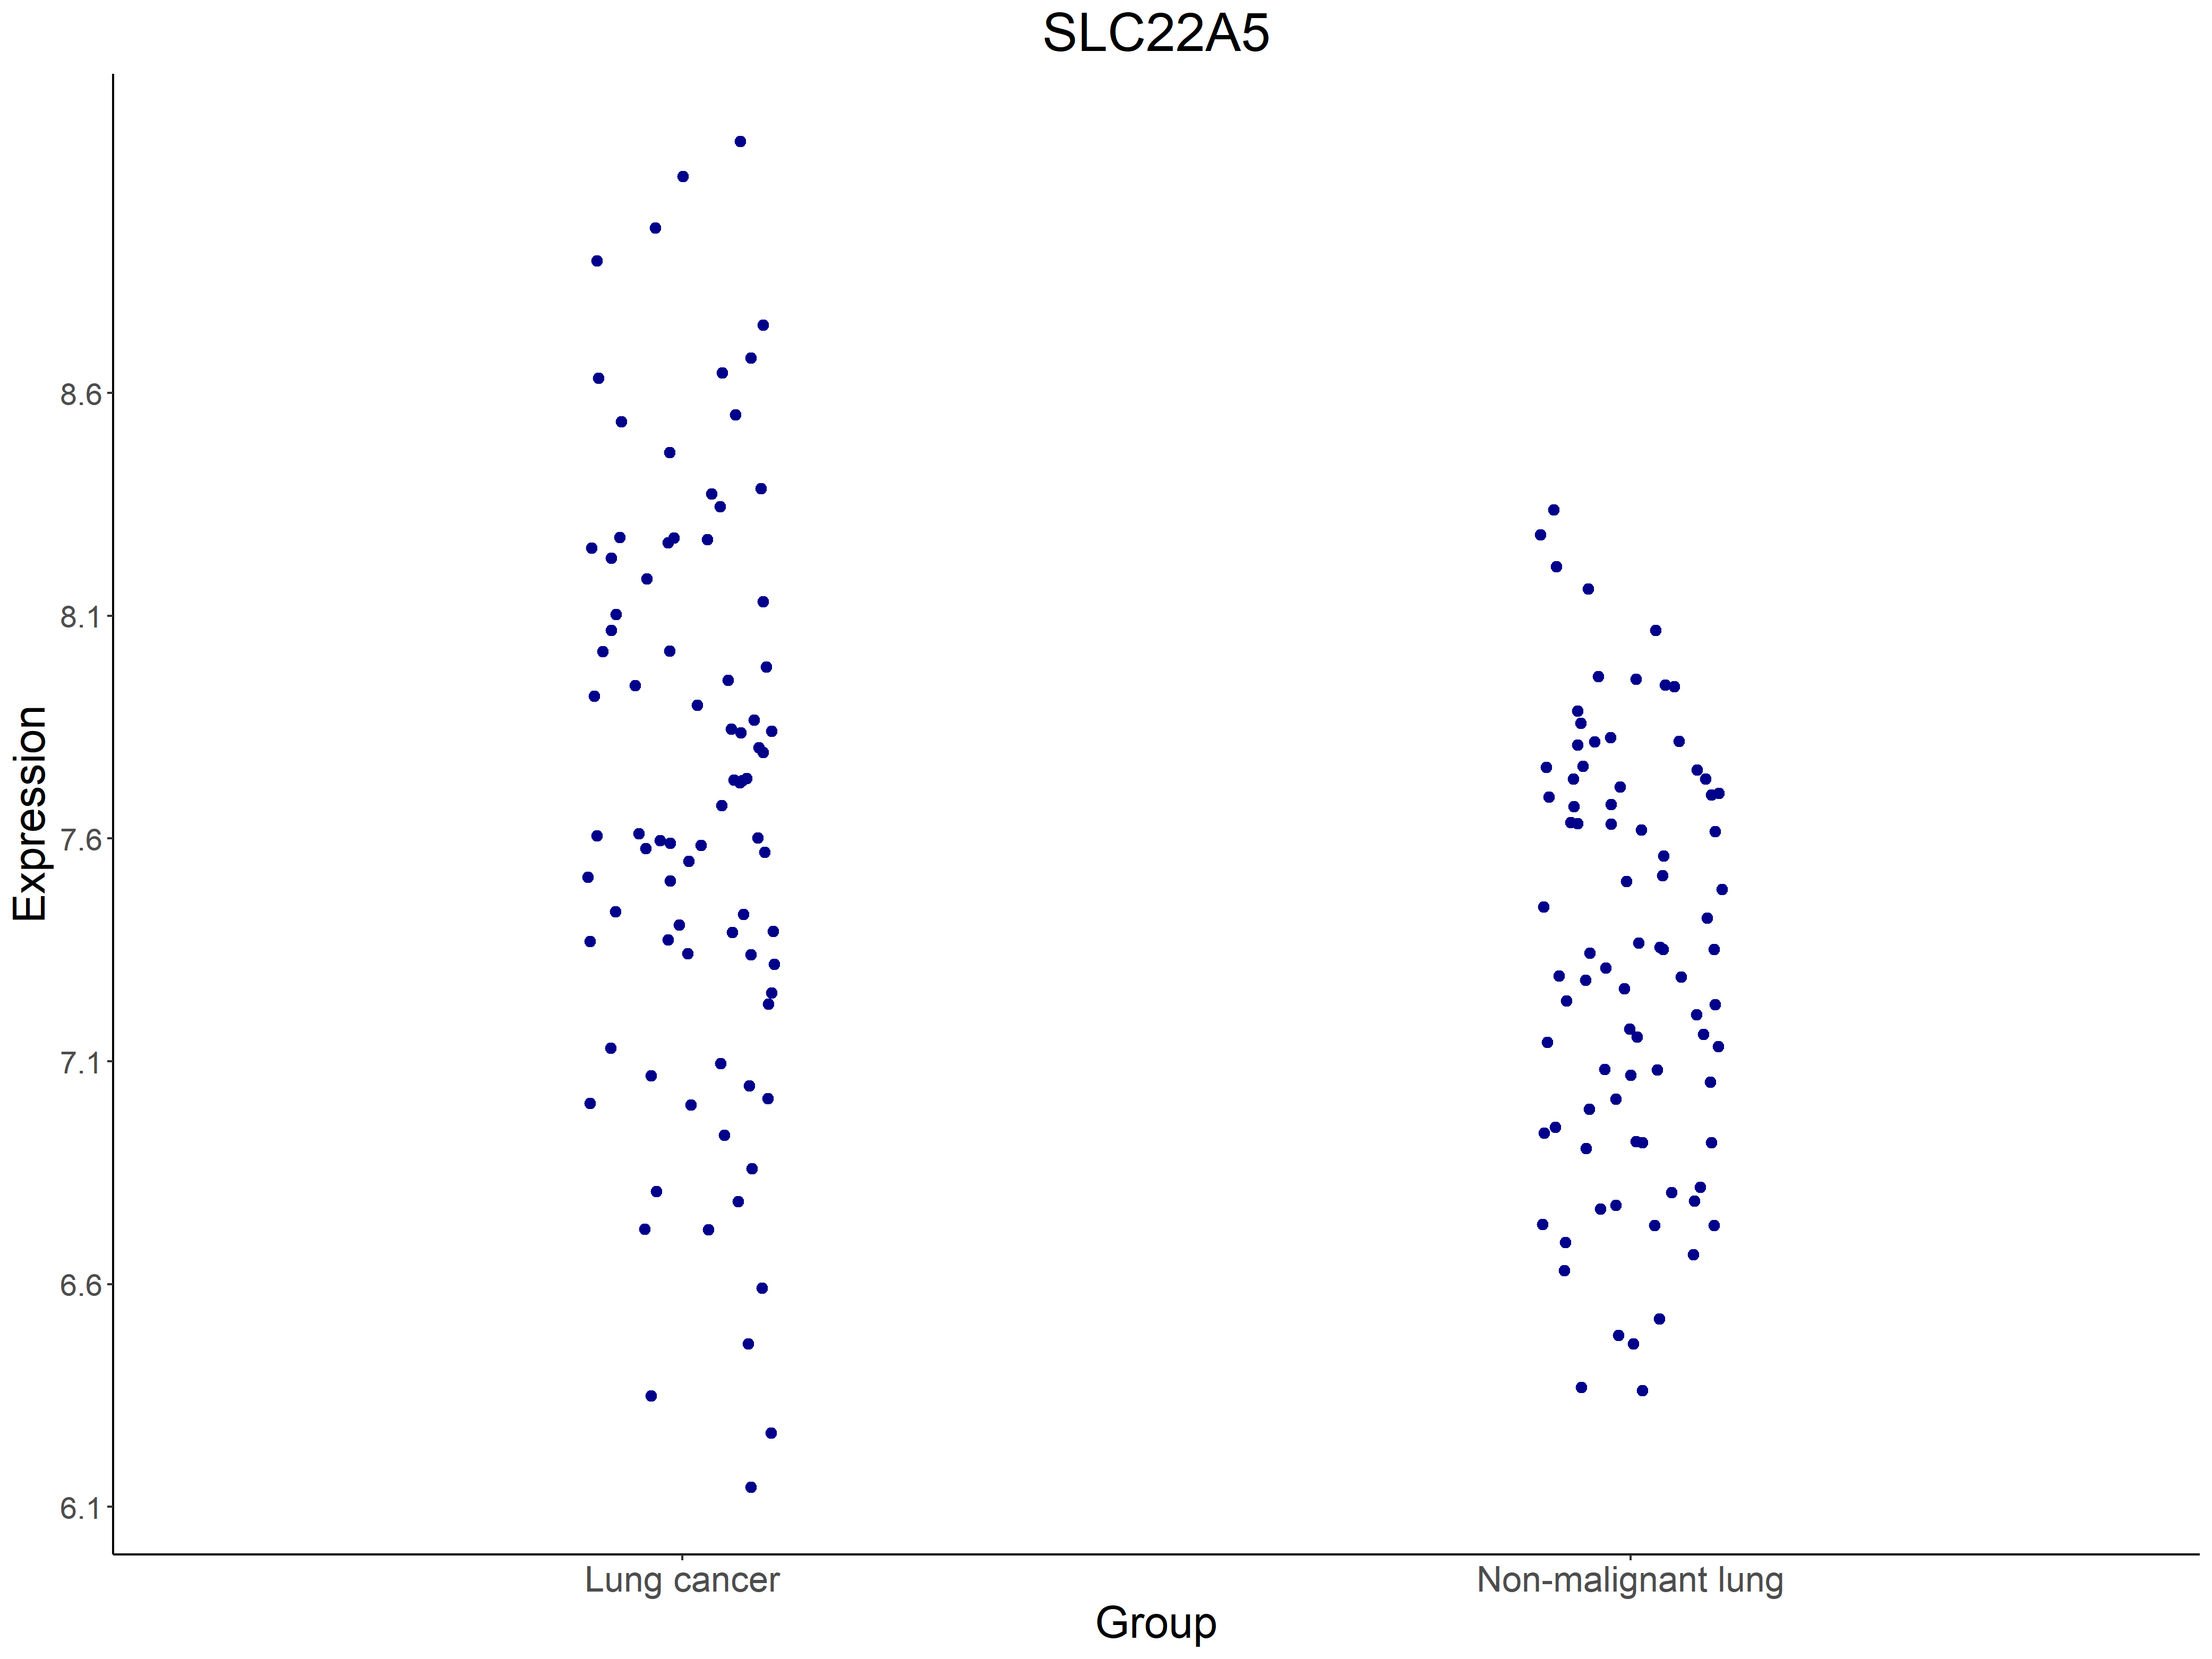 SLC22A5
Expression
8.6
8.1
7.6
7.1
6.6
6.1
Lung cancer
Non-malignant lung
Group